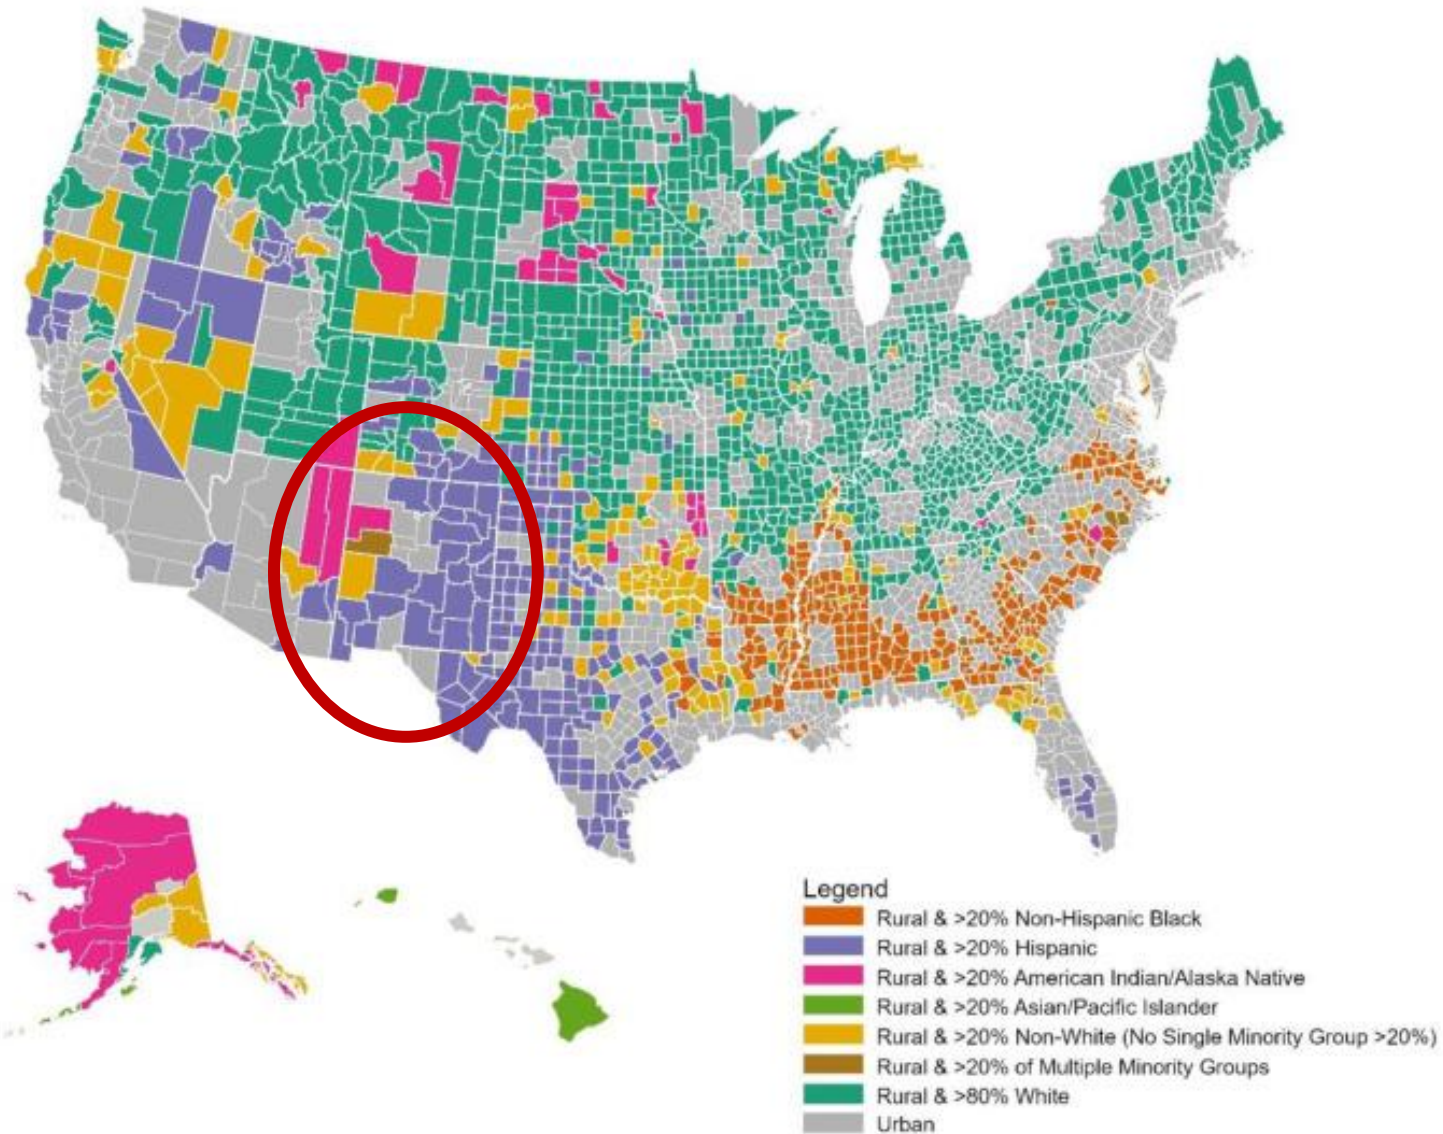 Legend
Rural & >20% Non-Hispanic Black
Rural & >20% Hispanic
Rural & >20% American Indian/Alaska Native
Rural & >20% Asian/Pacific Islander
Rural & >20% Non-White (No Single Minority Group >20%)
Rural & >20% of Multiple Minority Groups
Rural & >80% White
Urban